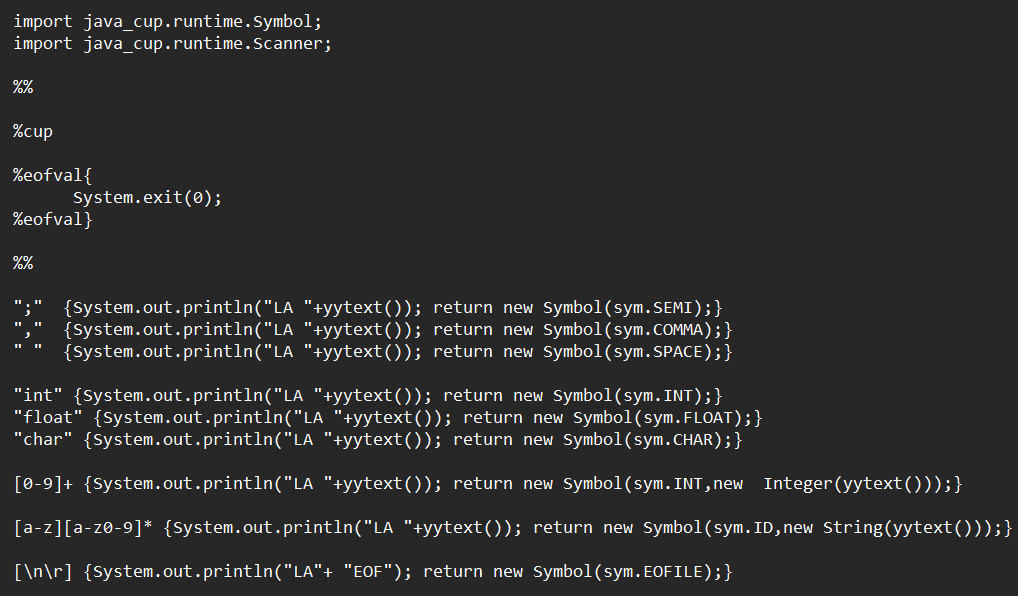 import java_cup.runtime.Symbol;
import java_cup.runtime.Scanner;
%%
%cup
%eofval{
System.exit(0);
%eofval}
%%
";"  {System.out.println("LA "+yytext()); return new Symbol(sym.SEMI);}
","  {System.out.println("LA "+yytext()); return new Symbol(sym.COMMA);}
" "  {System.out.println("LA "+yytext()); return new Symbol(sym.SPACE);}
"int" {System.out.println("LA "+yytext()); return new Symbol(sym.INT);}
"float" {System.out.println("LA "+yytext()); return new Symbol(sym.FLOAT);}
"char" {System.out.println("LA "+yytext()); return new Symbol(sym.CHAR);}
[0-9]+ {System.out.println("LA "+yytext()); return new Symbol(sym.INT,new  Integer(yytext()));}
[a-z][a-z0-9]* {System.out.println("LA "+yytext()); return new Symbol(sym.ID,new String(yytext()));}
[\n\r] {System.out.println("LA"+ "EOF"); return new Symbol(sym.EOFILE);}